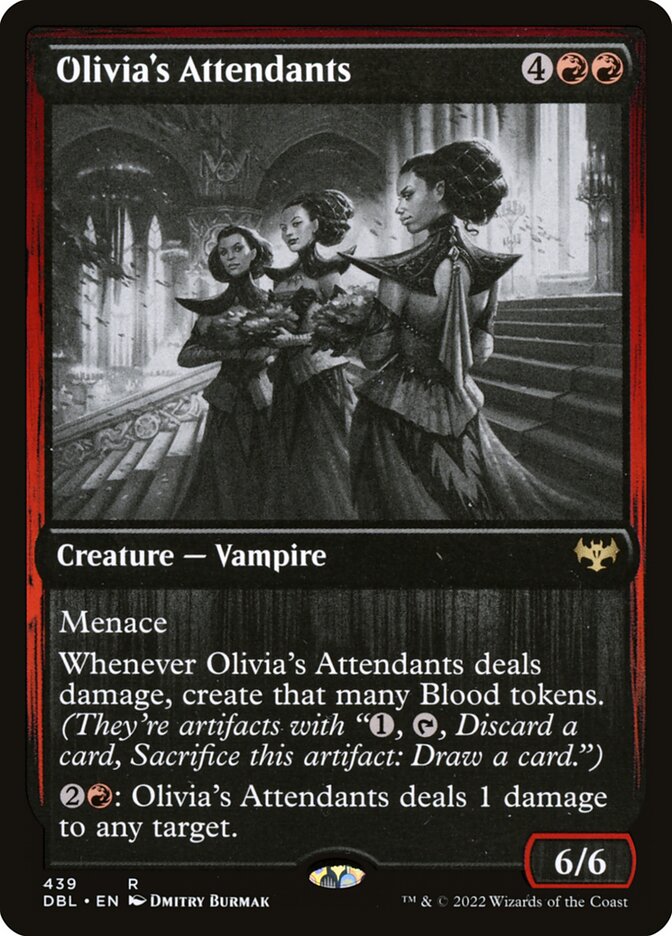 Olivia's Attendants 4
Creature — Vampire
Menace
Whenever Olivia's Attendants deals
damage, create that many Blood tokens.
(They're artifacts with “1, , Discard a
card, Sacrifice this artifact: Draw a card.”)
2 : Olivia's Attendants deals 1 damage
to any target.
6/6
439 R
DBL • EN Dmitry Burmak
™ & © 2022 Wizards of the Coast